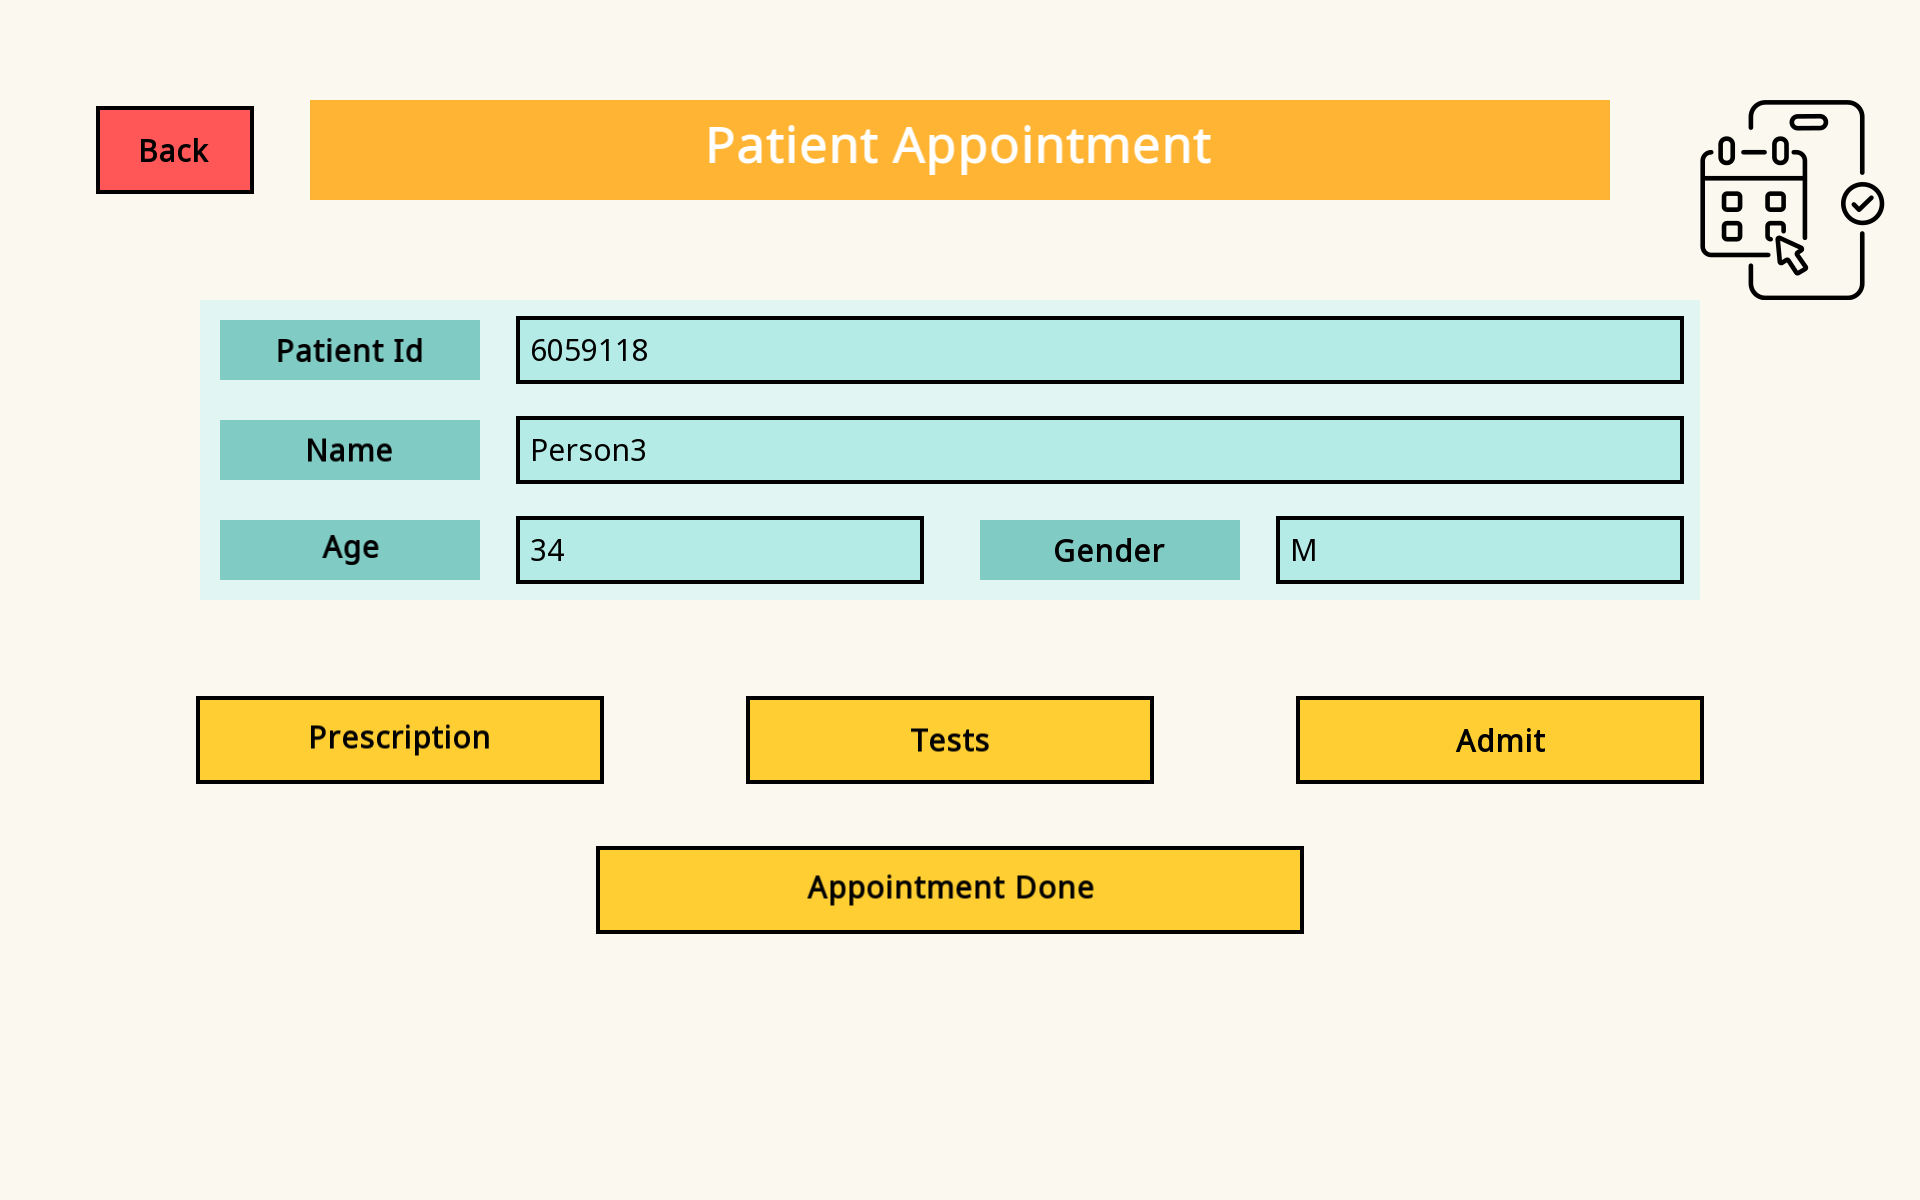 Back
Patient Appointment
Patient Id
6059118
Name
Person3
Age
34
Gender
M
Prescription
Tests
Admit
Appointment Done